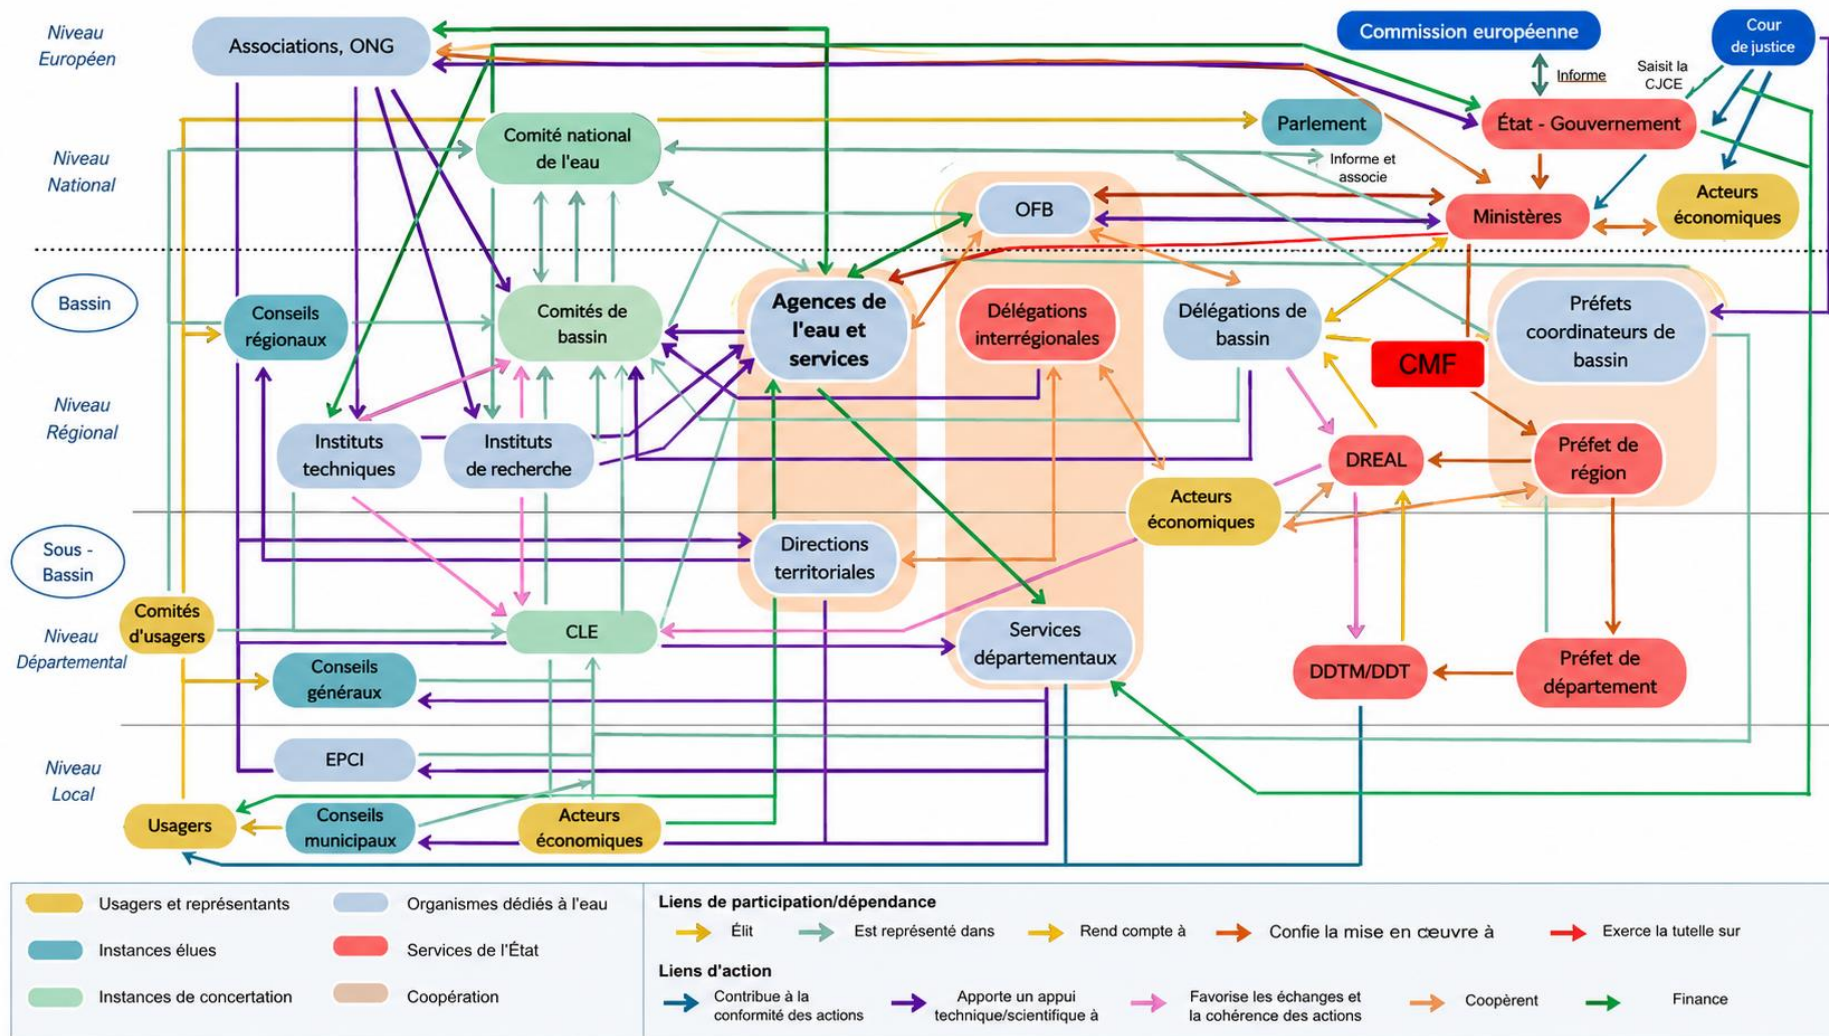 Niveau
Européen
Associations, ONG
Commission européenne
Cour
de justice
Informe
Saisit la
CJCE
Niveau
National
Comité national
de l'eau
Parlement
État - Gouvernement
Informe et
associe
OFB
Ministères
Acteurs
économiques
Bassin
Conseils
régionaux
Comités de
bassin
Agences de
l'eau et
services
Délégations
interrégionales
Délégations de
bassin
CMF
Préfets
coordinateurs de
bassin
Niveau
Régional
Instituts
techniques
Instituts
de recherche
DREAL
Préfet de
région
Acteurs
économiques
Sous -
Bassin
Directions
territoriales
Comités
d'usagers
Niveau
Départemental
CLE
Services
départementaux
Conseils
généraux
DDTM/DDT
Préfet de
département
Niveau
Local
EPCI
Usagers
Conseils
municipaux
Acteurs
économiques
Usagers et représentants
Organismes dédiés à l'eau
Instances élues
Services de l'État
Instances de concertation
Coopération
Liens de participation/dépendance
Élit
Est représenté dans
Rend compte à
Confie la mise en œuvre à
Exerce la tutelle sur
Liens d'action
Contribue à la
conformité des actions
Apporte un appui
technique/scientifique à
Favorise les échanges et
la cohérence des actions
Coopèrent
Finance